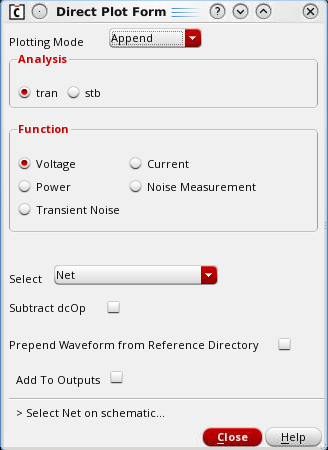 Direct Plot Form
Plotting Mode Append
Analysis
tran stb
Function
Voltage Current
Power Noise Measurement
Transient Noise
Select Net
Subtract dcOp
Prepend Waveform from Reference Directory
Add To Outputs
> Select Net on schematic...
Close Help